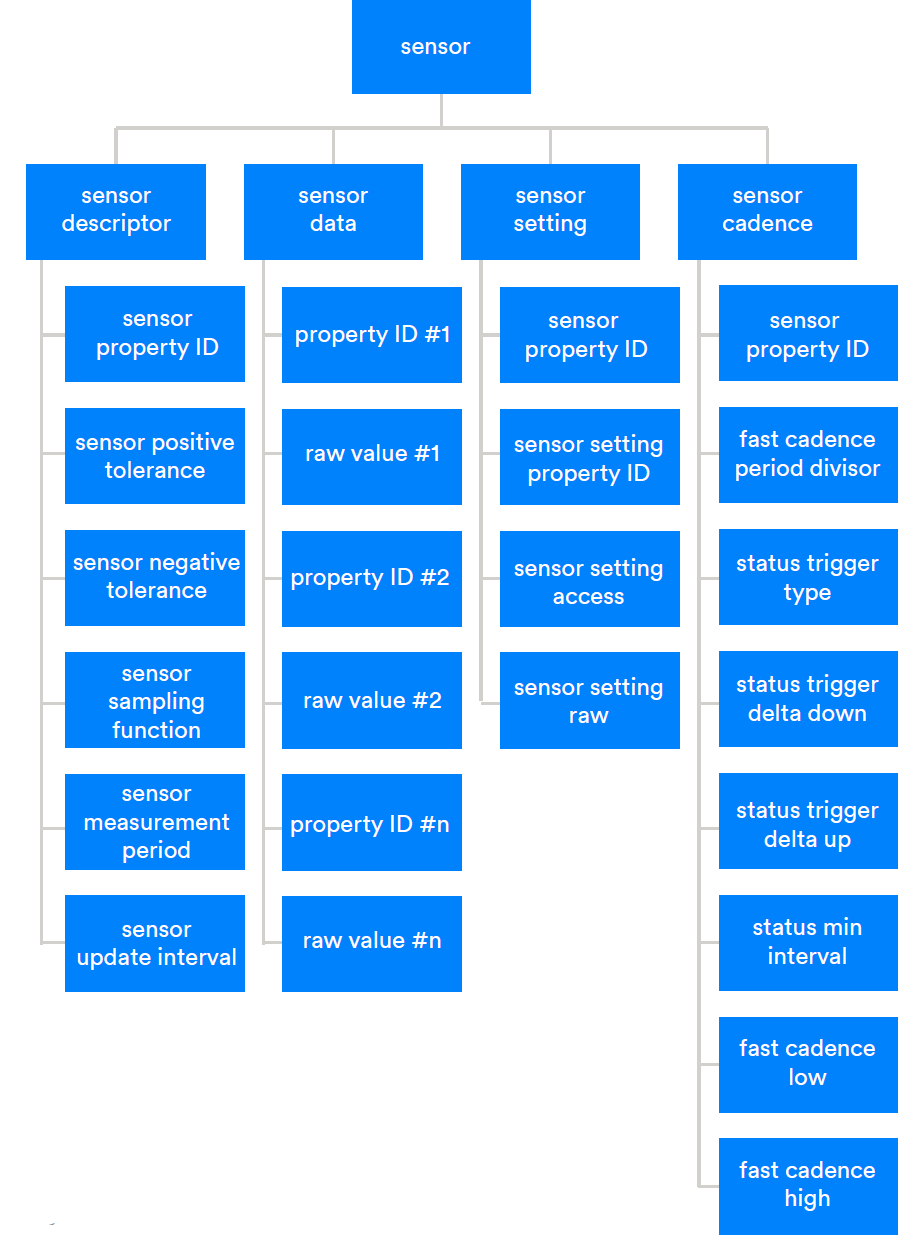 sensor
sensor
descriptor
sensor
property ID
sensor positive
tolerance
sensor negative
tolerance
sensor
sampling
function
sensor
measurement
period
sensor
update interval
sensor
data
property ID #1
raw value #1
property ID #2
raw value #2
property ID #n
raw value #n
sensor
setting
sensor
property ID
sensor setting
property ID
sensor setting
access
sensor setting
raw
sensor
cadence
sensor
property ID
fast cadence
period divisor
status trigger
type
status trigger
delta down
status trigger
delta up
status min
interval
fast cadence
low
fast cadence
high